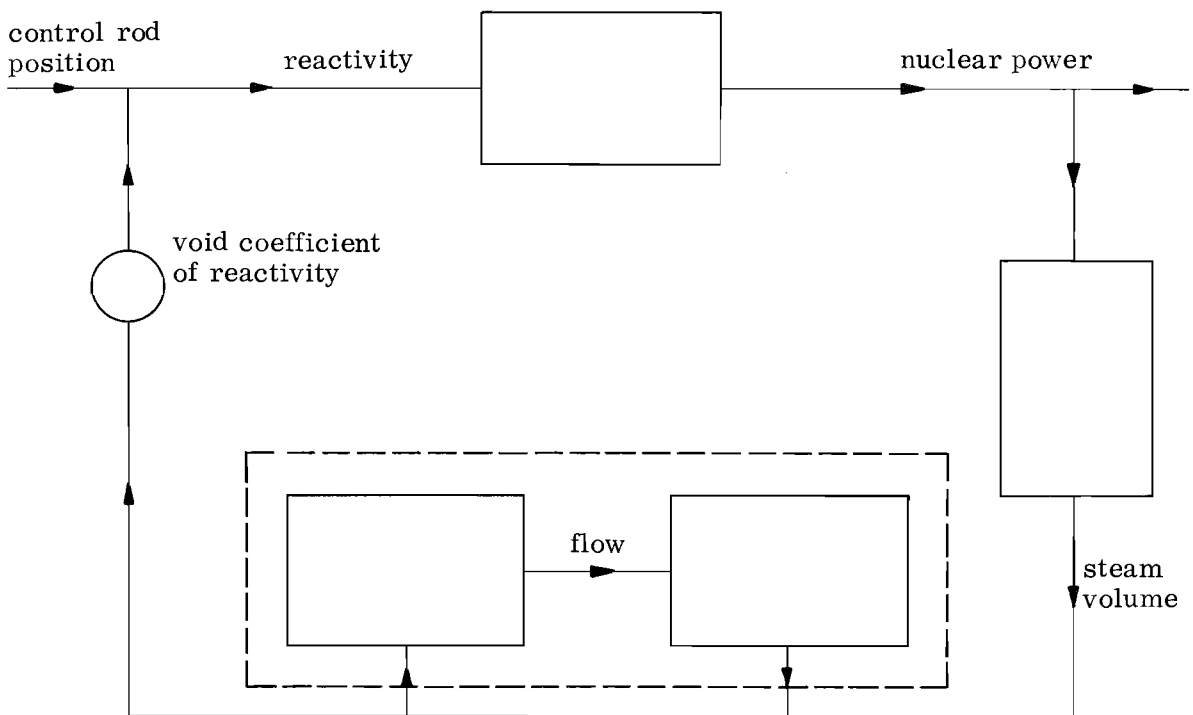 control rod
position
reactivity
nuclear power
void coefficient
of reactivity
flow
steam
volume